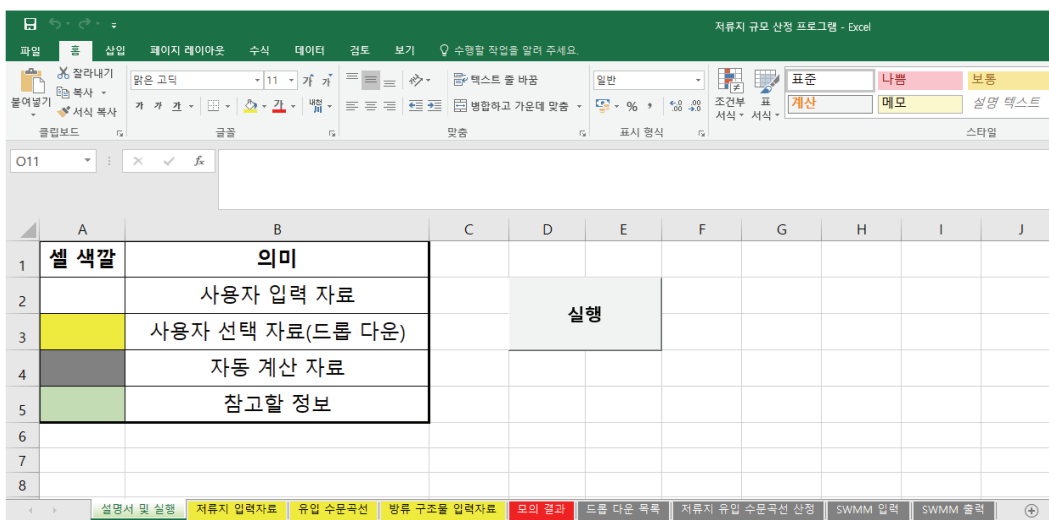 저류지 규모 산정 프로그램 - Excel
파일 홈 삽입 페이지 레이아웃 수식 데이터 검토 보기 수행할 작업을 알려 주세요.
잘라내기 맑은 고딕 11 가 가 텍스트 줄 바꿈 일반 표준 나쁨 보통
붙여넣기 복사 가 가 가 내천 병합하고 가운데 맞춤 % , 조건부 서식 표 서식 계산 메모 설명 텍스트
서식 복사
클립보드 글꼴 맞춤 표시 형식 스타일
O11 fx
A B C D E F G H I J
1 셀 색깔 의미
2 사용자 입력 자료 실행
3 사용자 선택 자료(드롭 다운)
4 자동 계산 자료
5 참고할 정보
6
7
8
설명서 및 실행 저류지 입력자료 유입 수문곡선 방류 구조물 입력자료 모의 결과 드롭 다운 목록 저류지 유입 수문곡선 산정 SWMM 입력 SWMM 출력